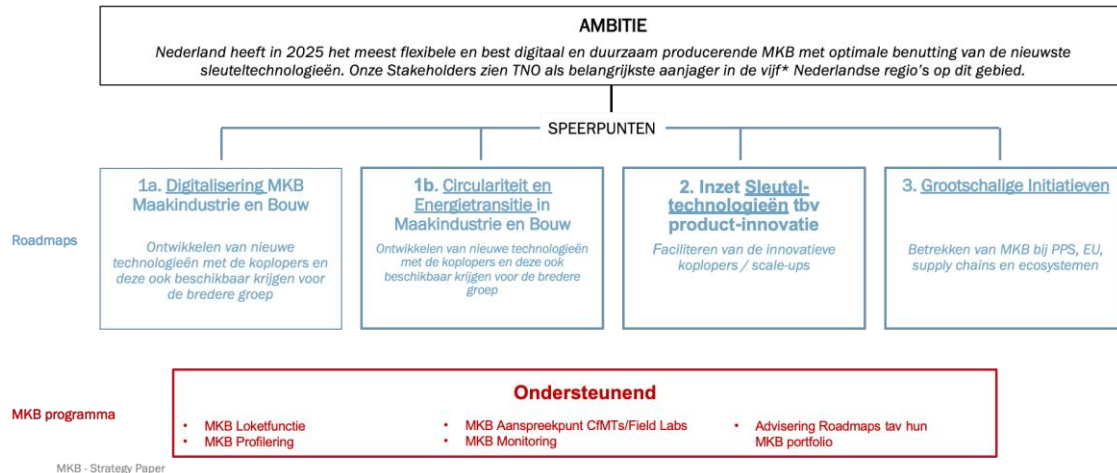 AMBITIE
Nederland heeft in 2025 het meest flexibele en best digitaal en duurzaam producerende MKB met optimale benutting van de nieuwste
sleuteltechnologieën. Onze Stakeholders zien TNO als belangrijkste aanjager in de vijf* Nederlandse regio's op dit gebied.
SPEERPUNTEN
Roadmaps
1a. Digitalisering MKB
Maakindustrie en Bouw
Ontwikkelen van nieuwe
technologieën met de koplopers en
deze ook beschikbaar krijgen voor
de bredere groep
1b. Circulariteit en
Energietransitie in
Maakindustrie en Bouw
Ontwikkelen van nieuwe technologieën
met de koplopers en deze ook
beschikbaar krijgen voor de bredere
groep
2. Inzet Sleutel-
technologieën tbv
product-innovatie
Faciliteren van de innovatieve
koplopers / scale-ups
3. Grootschalige Initiatieven
Betrekken van MKB bij PPS, EU,
supply chains en ecosystemen
MKB programma
Ondersteunend
• MKB Loketfunctie
• MKB Profilering
• MKB Aanspreekpunt CfMTs/Field Labs
• MKB Monitoring
• Advisering Roadmaps tav hun
MKB portfolio
MKB - Strategy Paper